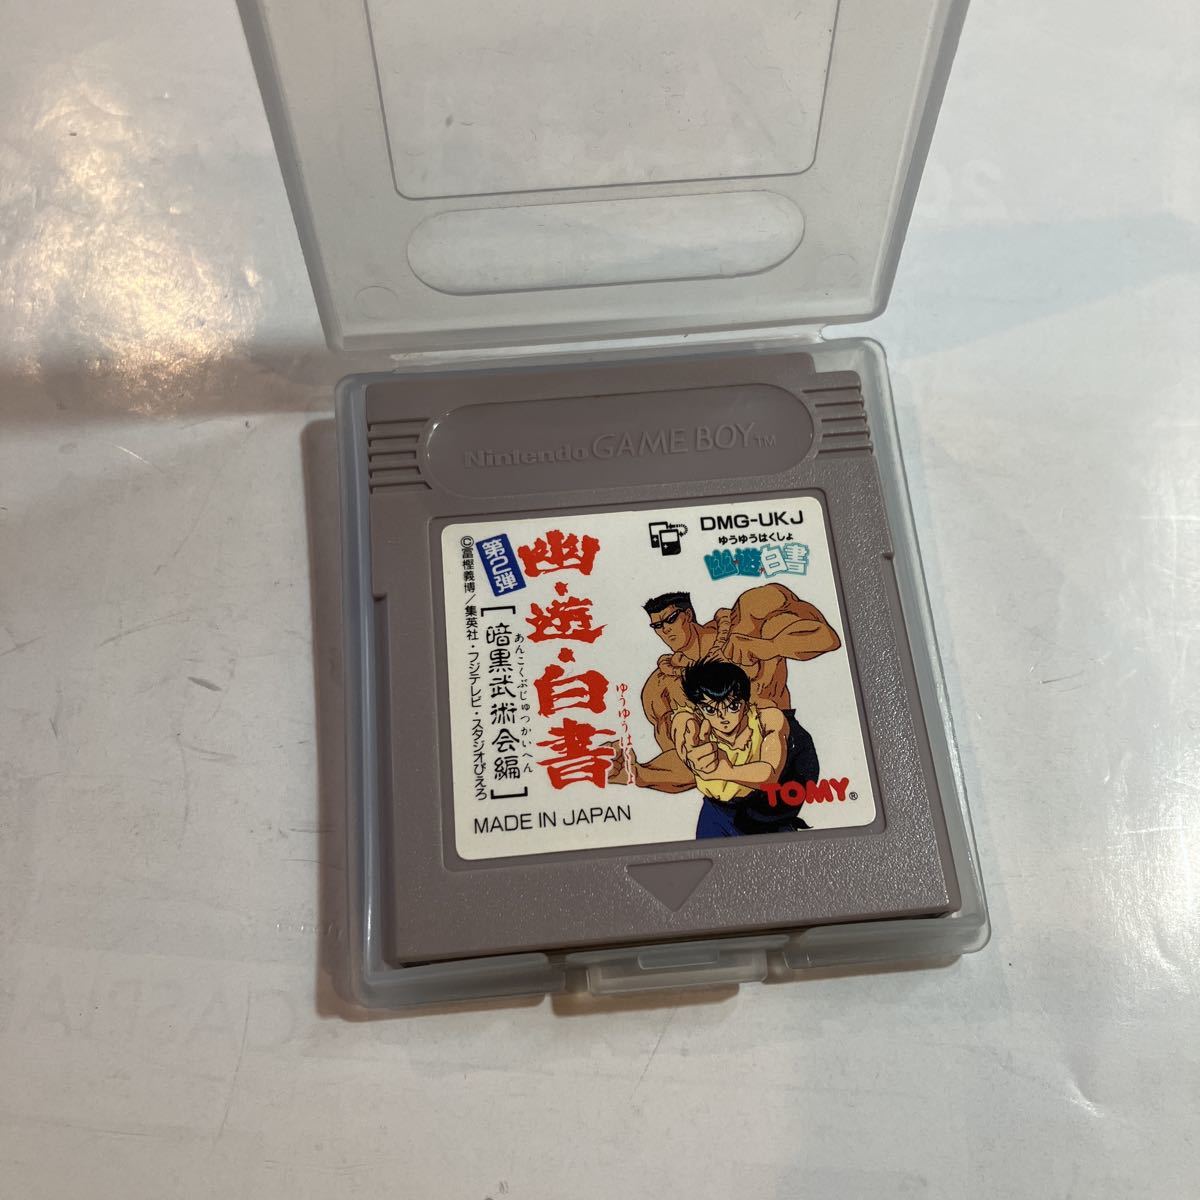 Nintendo GAME BOY™
DMG-UKJ
ゆうゆうはくしょ
幽・遊・白書
第2弾
幽・遊・白書
ゆうゆうはくしょ
あんこくぶじゅつかいへん
[暗黒武術会編]
©冨樫義博／集英社・フジテレビ・スタジオぴえろ
TOMY®
MADE IN JAPAN